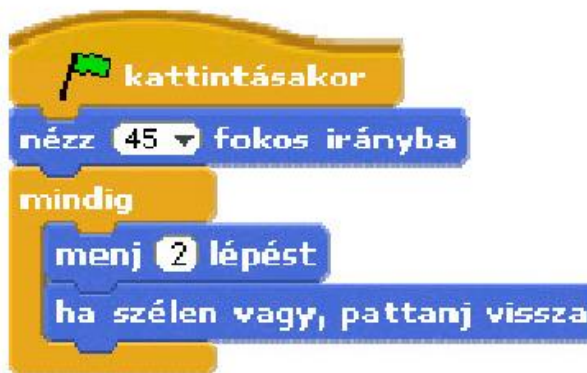 kattintásakor
nézz 45 fokos irányba
mindig
menj 2 lépést
ha szélen vagy, pattanj vissza